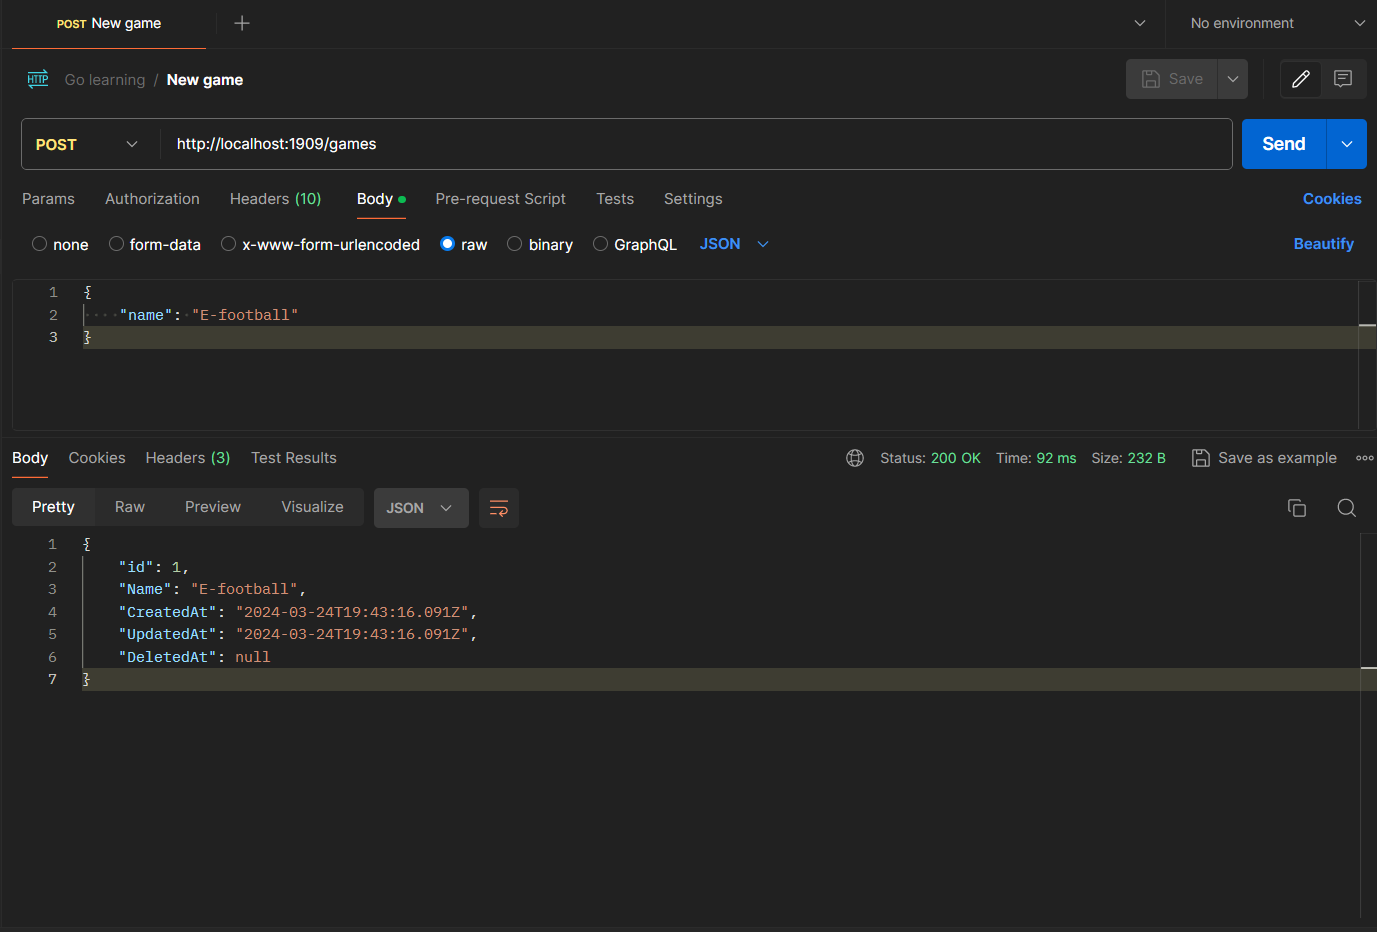 POST New game
No environment
HTTP Go learning / New game Save
POST http://localhost:1909/games Send
Params Authorization Headers (10) Body Pre-request Script Tests Settings Cookies
none form-data x-www-form-urlencoded raw binary GraphQL JSON Beautify
1 {
2 "name": "E-football"
3 }
Body Cookies Headers (3) Test Results Status: 200 OK Time: 92 ms Size: 232 B Save as example
Pretty Raw Preview Visualize JSON
1 {
2 "id": 1,
3 "Name": "E-football",
4 "CreatedAt": "2024-03-24T19:43:16.091Z",
5 "UpdatedAt": "2024-03-24T19:43:16.091Z",
6 "DeletedAt": null
7 }